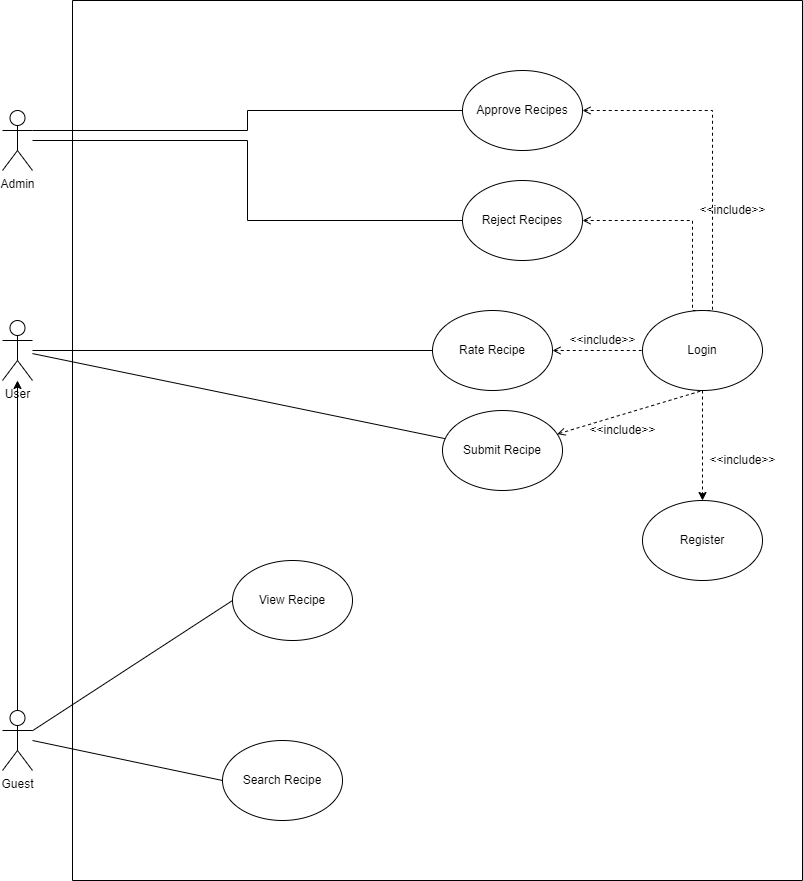 Approve Recipes
Admin
<<include>>
Reject Recipes
<<include>>
Rate Recipe
Login
User
<<include>>
Submit Recipe
<<include>>
Register
View Recipe
Search Recipe
Guest